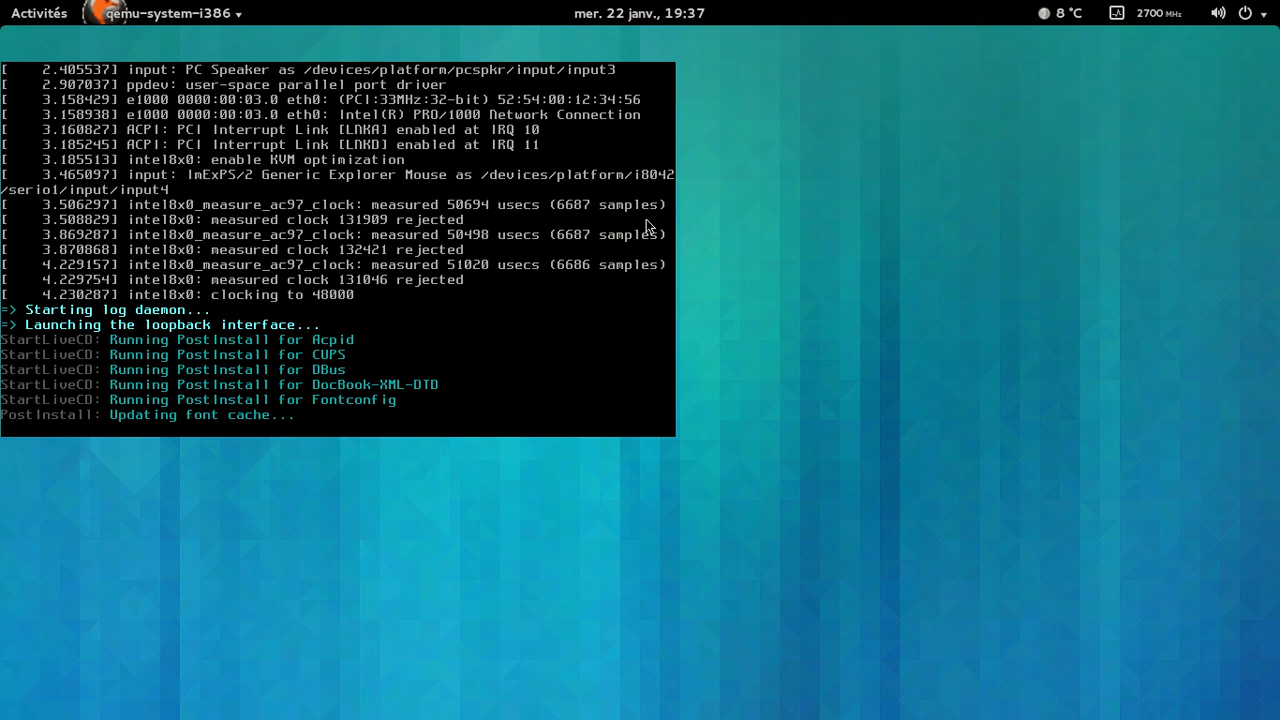 Activités qemu-system-i386 mer. 22 janv., 19:37 8 °C 2700 MHz
[    2.405537] input: PC Speaker as /devices/platform/pcspkr/input/input3
[    2.907037] ppdev: user-space parallel port driver
[    3.158429] e1000 0000:00:03.0 eth0: (PCI:33MHz:32-bit) 52:54:00:12:34:56
[    3.158938] e1000 0000:00:03.0 eth0: Intel(R) PRO/1000 Network Connection
[    3.160827] ACPI: PCI Interrupt Link [LNKA] enabled at IRQ 10
[    3.185245] ACPI: PCI Interrupt Link [LNKD] enabled at IRQ 11
[    3.185513] intel8x0: enable KVM optimization
[    3.465097] input: ImExPS/2 Generic Explorer Mouse as /devices/platform/i8042
/serio1/input/input4
[    3.506297] intel8x0_measure_ac97_clock: measured 50694 usecs (6687 samples)
[    3.508829] intel8x0: measured clock 131909 rejected
[    3.869287] intel8x0_measure_ac97_clock: measured 50498 usecs (6687 samples)
[    3.870868] intel8x0: measured clock 132421 rejected
[    4.229157] intel8x0_measure_ac97_clock: measured 51020 usecs (6686 samples)
[    4.229754] intel8x0: measured clock 131046 rejected
[    4.230287] intel8x0: clocking to 48000
=> Starting log daemon...
=> Launching the loopback interface...
StartLiveCD: Running PostInstall for Acpid
StartLiveCD: Running PostInstall for CUPS
StartLiveCD: Running PostInstall for DBus
StartLiveCD: Running PostInstall for DocBook-XML-DTD
StartLiveCD: Running PostInstall for Fontconfig
PostInstall: Updating font cache...